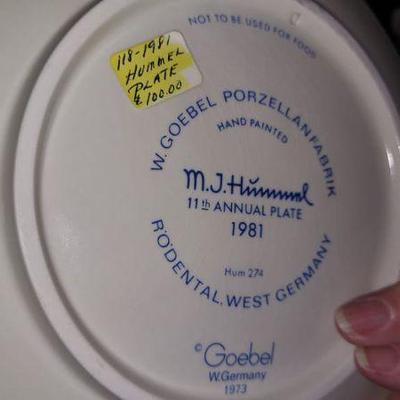 NOT TO BE USED FOR FOOD
118-1981
HUMMEL
PLATE
£100.00
W. GOEBEL PORZELLANFABRIK
HAND PAINTED
M.J.Hümmel
11th ANNUAL PLATE
1981
Hum 274
RÖDENTAL, WEST GERMANY
© Goebel
W.Germany
1973